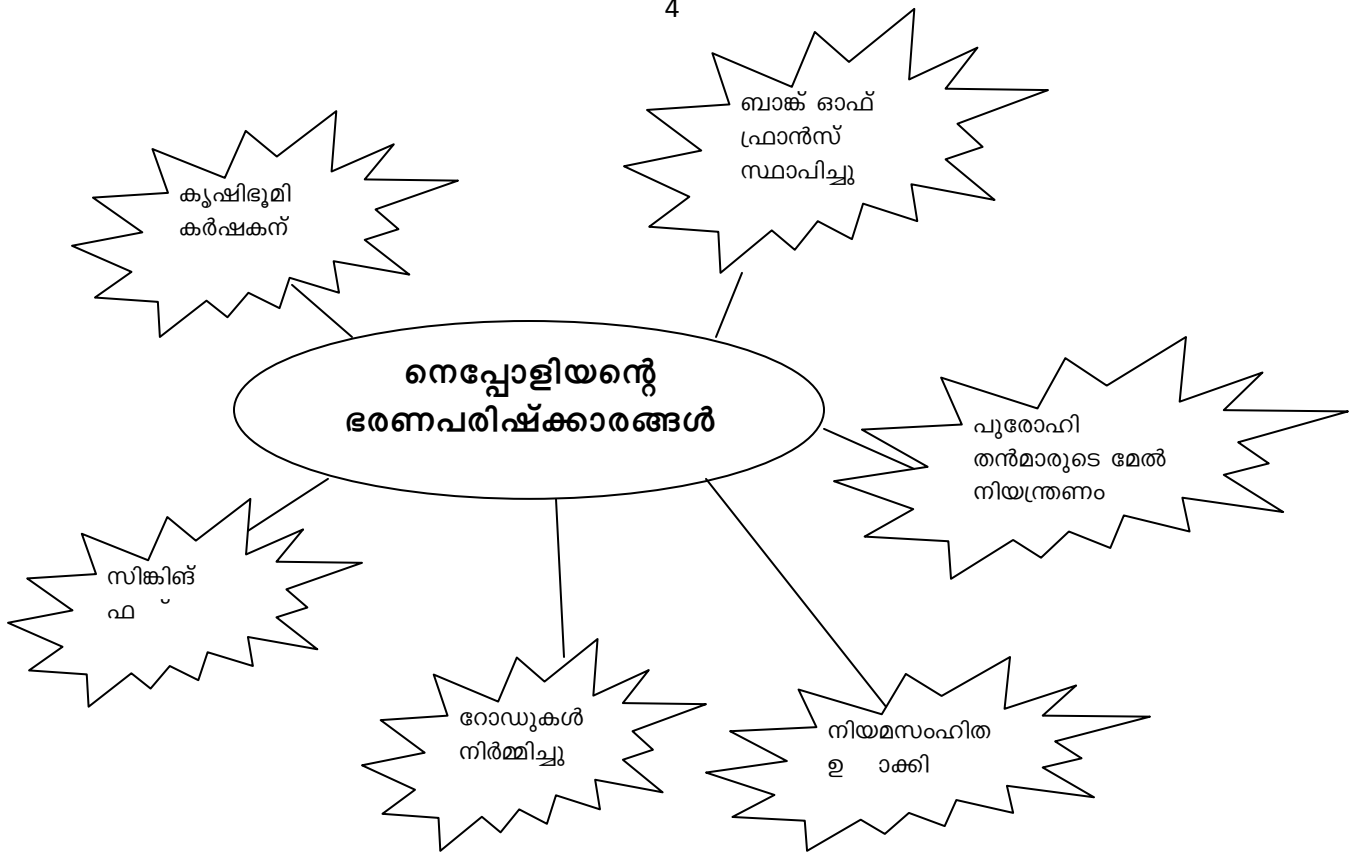 4
ബാങ്ക് ഓഫ്
ഫ്രാൻസ്
സ്ഥാപിച്ചു
കൃഷിഭൂമി
കർഷകന്
നെപ്പോളിയന്റെ
ഭരണപരിഷ്ക്കാരങ്ങൾ
പുരോഹി
തൻമാരുടെ മേൽ
നിയന്ത്രണം
സിങ്കിങ്
റോഡുകൾ
നിർമ്മിച്ചു
നിയമസംഹിത